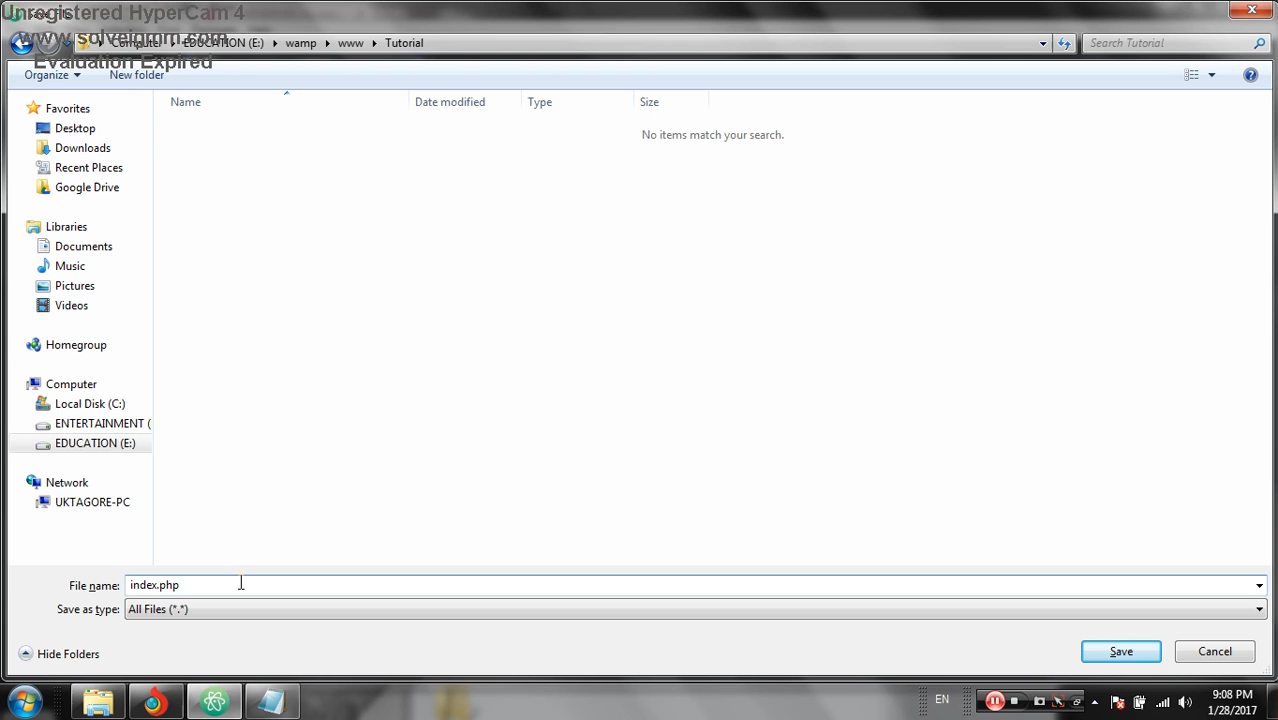 Unregistered HyperCam 4
www.solveigmm.com
Evaluation Expired
Computer EDUCATION (E:) wamp www Tutorial
Search Tutorial
Organize New folder
Name Date modified Type Size
No items match your search.
Favorites
Desktop
Downloads
Recent Places
Google Drive
Libraries
Documents
Music
Pictures
Videos
Homegroup
Computer
Local Disk (C:)
ENTERTAINMENT (
EDUCATION (E:)
Network
UKTAGORE-PC
File name: index.php
Save as type: All Files (*.*)
Hide Folders
Save Cancel
EN
9:08 PM
1/28/2017